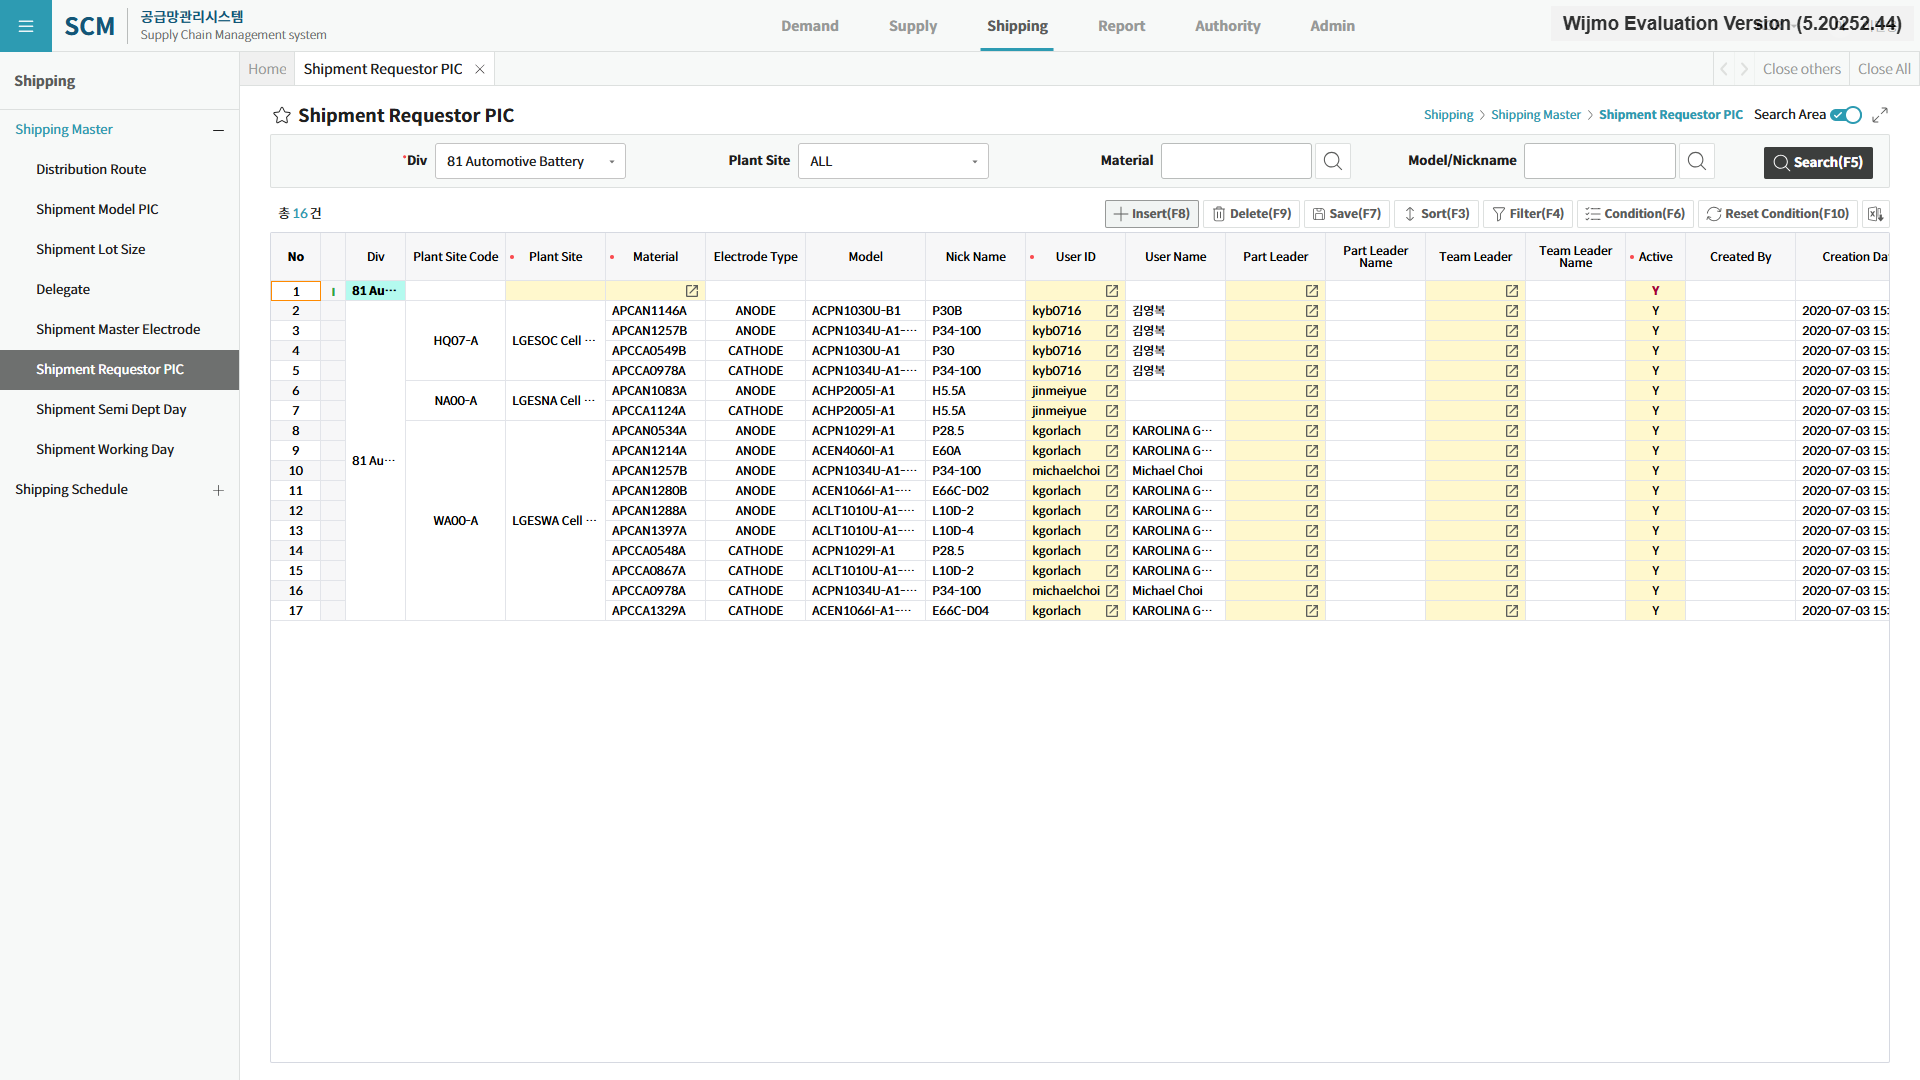 SCM
공급망관리시스템
Supply Chain Management system
Demand
Supply
Shipping
Report
Authority
Admin
Wijmo Evaluation Version (5.20252.44)
Shipping
Home
Shipment Requestor PIC
Close others
Close All
Shipping Master
Distribution Route
Shipment Model PIC
Shipment Lot Size
Delegate
Shipment Master Electrode
Shipment Requestor PIC
Shipment Semi Dept Day
Shipment Working Day
Shipping Schedule
Shipment Requestor PIC
Shipping > Shipping Master > Shipment Requestor PIC
Search Area
*Div 81 Automotive Battery
Plant Site ALL
Material
Model/Nickname
Search(F5)
총 16 건
Insert(F8) Delete(F9) Save(F7) Sort(F3) Filter(F4) Condition(F6) Reset Condition(F10)
No Div Plant Site Code Plant Site Material Electrode Type Model Nick Name User ID User Name Part Leader Part Leader Name Team Leader Team Leader Name Active Created By Creation Da
1 I 81 Au··· Y
2 APCAN1146A ANODE ACPN1030U-B1 P30B kyb0716 김영복 Y 2020-07-03 15:
3 APCAN1257B ANODE ACPN1034U-A1-··· P34-100 kyb0716 김영복 Y 2020-07-03 15:
HQ07-A LGESOC Cell ···
4 APCCA0549B CATHODE ACPN1030U-A1 P30 kyb0716 김영복 Y 2020-07-03 15:
5 APCCA0978A CATHODE ACPN1034U-A1-··· P34-100 kyb0716 김영복 Y 2020-07-03 15:
6 APCAN1083A ANODE ACHP2005I-A1 H5.5A jinmeiyue Y 2020-07-03 15:
NA00-A LGESNA Cell ···
7 APCCA1124A CATHODE ACHP2005I-A1 H5.5A jinmeiyue Y 2020-07-03 15:
8 APCAN0534A ANODE ACPN1029I-A1 P28.5 kgorlach KAROLINA G··· Y 2020-07-03 15:
9 APCAN1214A ANODE ACEN4060I-A1 E60A kgorlach KAROLINA G··· Y 2020-07-03 15:
81 Au···
10 APCAN1257B ANODE ACPN1034U-A1-··· P34-100 michaelchoi Michael Choi Y 2020-07-03 15:
11 APCAN1280B ANODE ACEN1066I-A1-··· E66C-D02 kgorlach KAROLINA G··· Y 2020-07-03 15:
12 APCAN1288A ANODE ACLT1010U-A1-··· L10D-2 kgorlach KAROLINA G··· Y 2020-07-03 15:
WA00-A LGESWA Cell ···
13 APCAN1397A ANODE ACLT1010U-A1-··· L10D-4 kgorlach KAROLINA G··· Y 2020-07-03 15:
14 APCCA0548A CATHODE ACPN1029I-A1 P28.5 kgorlach KAROLINA G··· Y 2020-07-03 15:
15 APCCA0867A CATHODE ACLT1010U-A1-··· L10D-2 kgorlach KAROLINA G··· Y 2020-07-03 15:
16 APCCA0978A CATHODE ACPN1034U-A1-··· P34-100 michaelchoi Michael Choi Y 2020-07-03 15:
17 APCCA1329A CATHODE ACEN1066I-A1-··· E66C-D04 kgorlach KAROLINA G··· Y 2020-07-03 15: